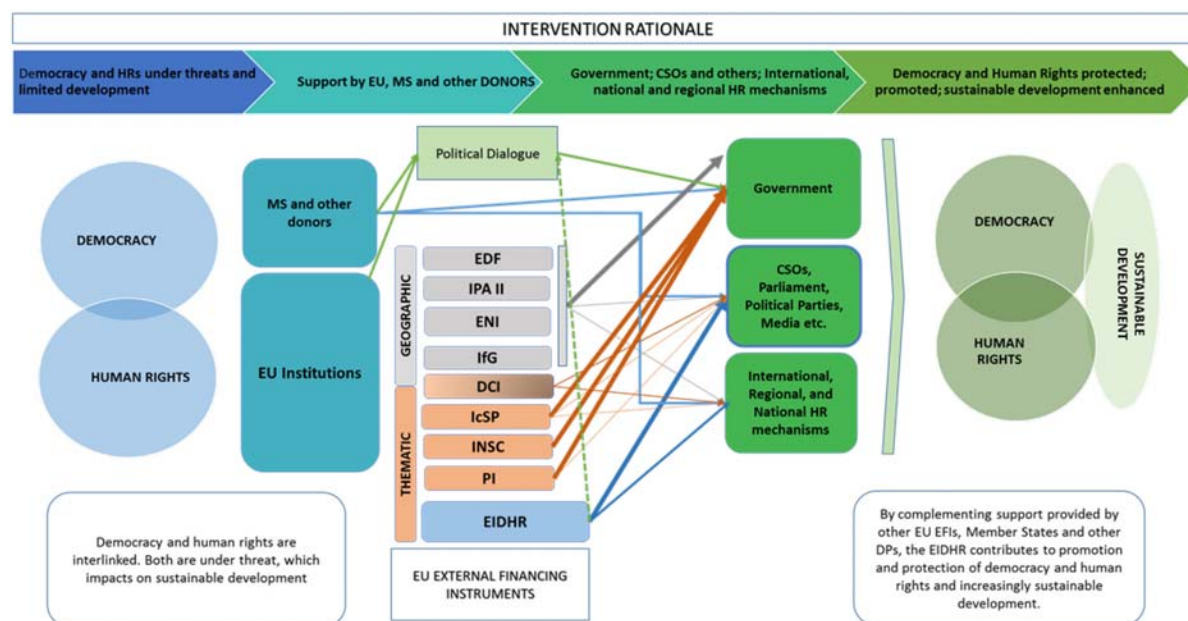 INTERVENTION RATIONALE
Democracy and HRs under threats and
limited development
Support by EU, MS and other DONORS
Government; CSOs and others; International,
national and regional HR mechanisms
Democracy and Human Rights protected;
promoted; sustainable development enhanced
DEMOCRACY
HUMAN RIGHTS
MS and other
donors
EU Institutions
Political Dialogue
GEOGRAPHIC
EDF
IPA II
ENI
IfG
DCI
THEMATIC
IcSP
INSC
PI
EIDHR
EU EXTERNAL FINANCING
INSTRUMENTS
Government
CSOs,
Parliament,
Political Parties,
Media etc.
International,
Regional, and
National HR
mechanisms
DEMOCRACY
HUMAN
RIGHTS
SUSTAINABLE
DEVELOPMENT
Democracy and human rights are
interlinked. Both are under threat, which
impacts on sustainable development
By complementing support provided by
other EU EFIs, Member States and other
DPs, the EIDHR contributes to promotion
and protection of democracy and human
rights and increasingly sustainable
development.